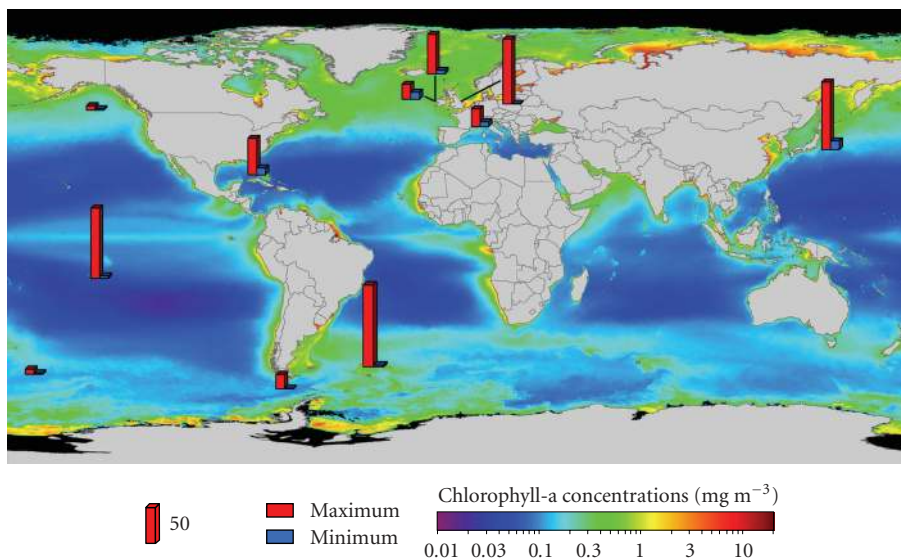 50
Maximum
Minimum
Chlorophyll-a concentrations (mg m−3)
0.01 0.03 0.1 0.3 1 3 10